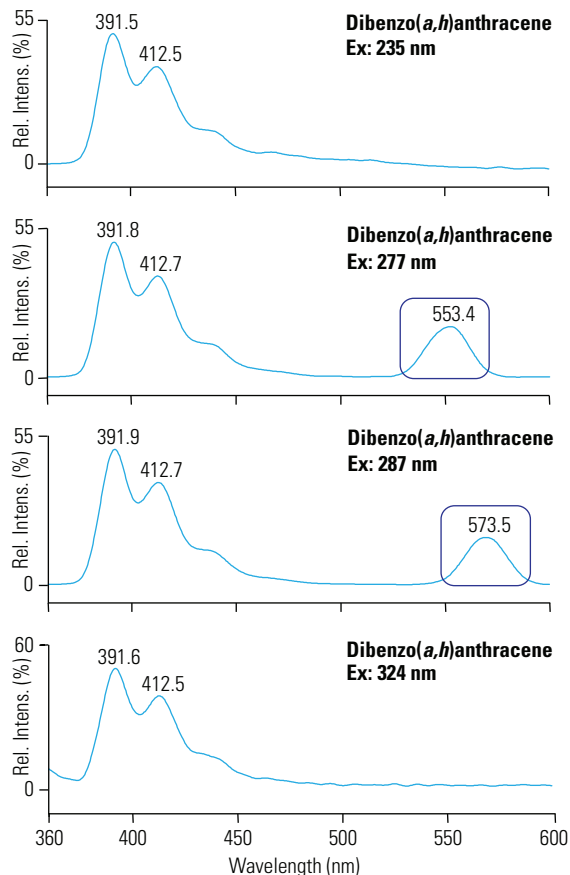 55
Rel. Intens. (%)
0
391.5
412.5
Dibenzo(a,h)anthracene
Ex: 235 nm
55
Rel. Intens. (%)
0
391.8
412.7
Dibenzo(a,h)anthracene
Ex: 277 nm
553.4
55
Rel. Intens. (%)
0
391.9
412.7
Dibenzo(a,h)anthracene
Ex: 287 nm
573.5
60
Rel. Intens. (%)
0
391.6
412.5
Dibenzo(a,h)anthracene
Ex: 324 nm
360 400 450 500 550 600
Wavelength (nm)